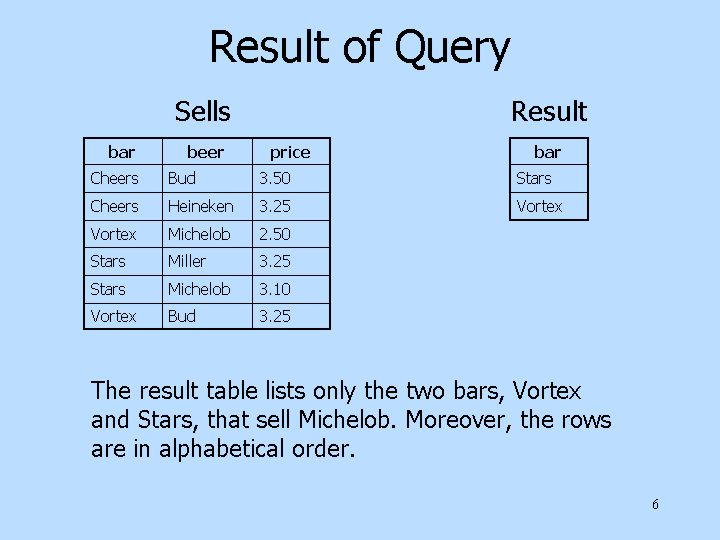 Result of Query
Sells
bar beer price
Cheers Bud 3.50
Cheers Heineken 3.25
Vortex Michelob 2.50
Stars Miller 3.25
Stars Michelob 3.10
Vortex Bud 3.25
Result
bar
Stars
Vortex
The result table lists only the two bars, Vortex
and Stars, that sell Michelob. Moreover, the rows
are in alphabetical order.
6